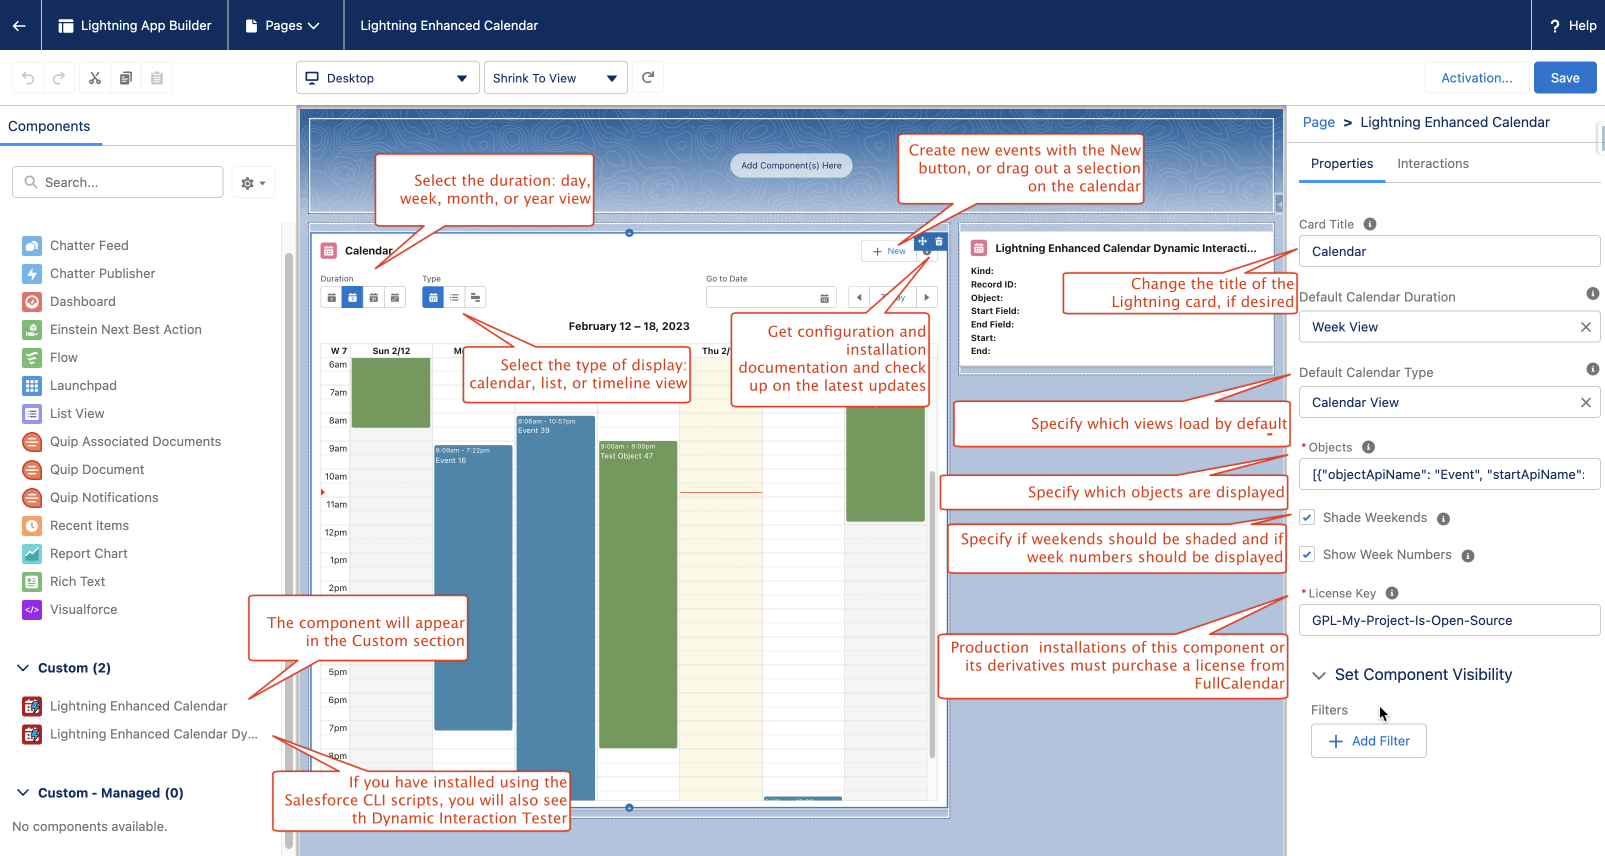 Lightning App Builder
Pages
Lightning Enhanced Calendar
? Help
Desktop
Shrink To View
Activation...
Save
Components
Search...
Chatter Feed
Chatter Publisher
Dashboard
Einstein Next Best Action
Flow
Launchpad
List View
Quip Associated Documents
Quip Document
Quip Notifications
Recent Items
Report Chart
Rich Text
Visualforce
Custom (2)
Lightning Enhanced Calendar
Lightning Enhanced Calendar Dy...
Custom - Managed (0)
No components available.
Add Component(s) Here
Select the duration: day,
week, month, or year view
Create new events with the New
button, or drag out a selection
on the calendar
Calendar
New
Duration
Type
Go to Date
February 12 – 18, 2023
W 7
Sun 2/12
Thu 2/
6am
7am
8am
9am
10am
11am
12pm
1pm
2pm
5pm
6pm
7pm
8pm
9:09am - 7:22pm
Event 16
8:06am - 10:57pm
Event 39
9:00am - 8:00pm
Test Object 47
Select the type of display:
calendar, list, or timeline view
Get configuration and
installation
documentation and check
up on the latest updates
The component will appear
in the Custom section
If you have installed using the
Salesforce CLI scripts, you will also see
th Dynamic Interaction Tester
Lightning Enhanced Calendar Dynamic Interacti...
Kind:
Record ID:
Object:
Start Field:
End Field:
Start:
End:
Change the title of the
Lightning card, if desired
Specify which views load by default
Specify which objects are displayed
Specify if weekends should be shaded and if
week numbers should be displayed
Production installations of this component or
its derivatives must purchase a license from
FullCalendar
Page > Lightning Enhanced Calendar
Properties
Interactions
Card Title
Calendar
Default Calendar Duration
Week View
Default Calendar Type
Calendar View
* Objects
[{"objectApiName": "Event", "startApiName":
Shade Weekends
Show Week Numbers
* License Key
GPL-My-Project-Is-Open-Source
Set Component Visibility
Filters
Add Filter